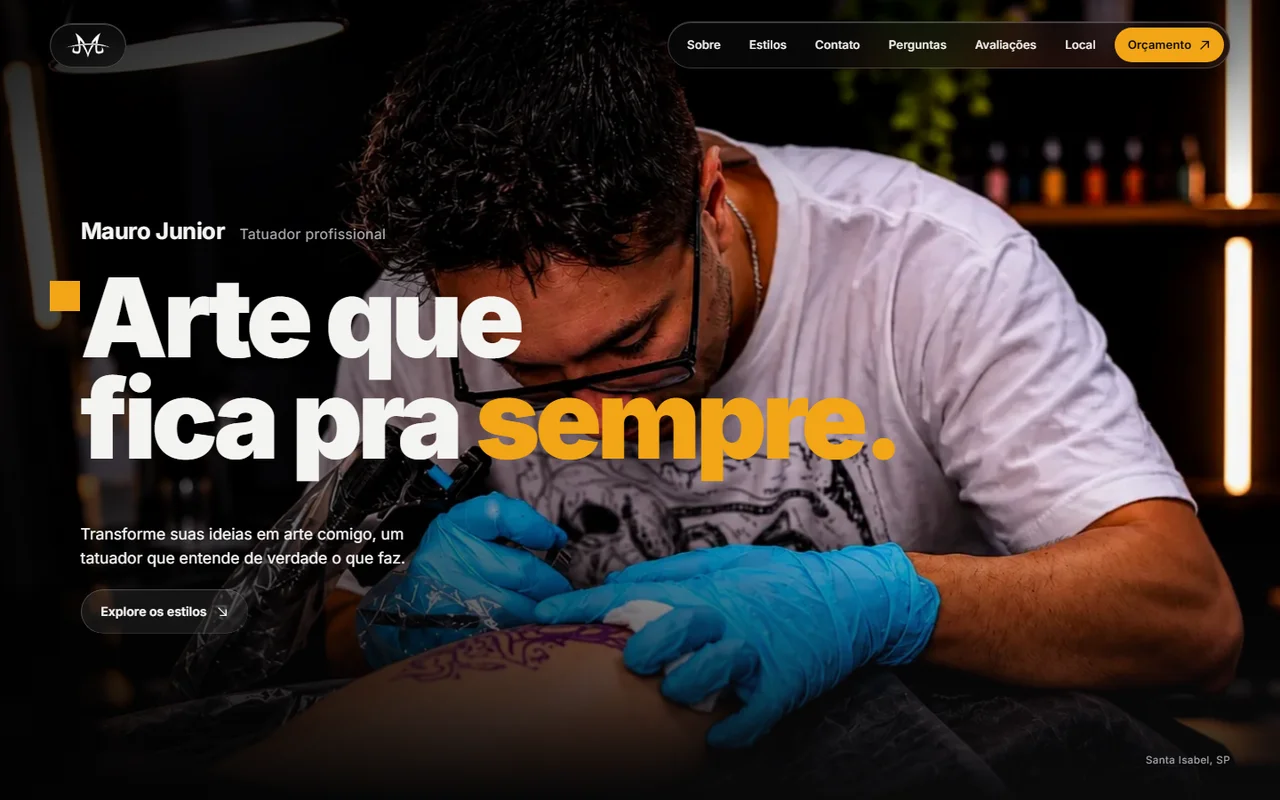 Sobre Estilos Contato Perguntas Avaliações Local Orçamento
Mauro Junior Tatuador profissional
Arte que
fica pra sempre.
Transforme suas ideias em arte comigo, um
tatuador que entende de verdade o que faz.
Explore os estilos
Santa Isabel, SP